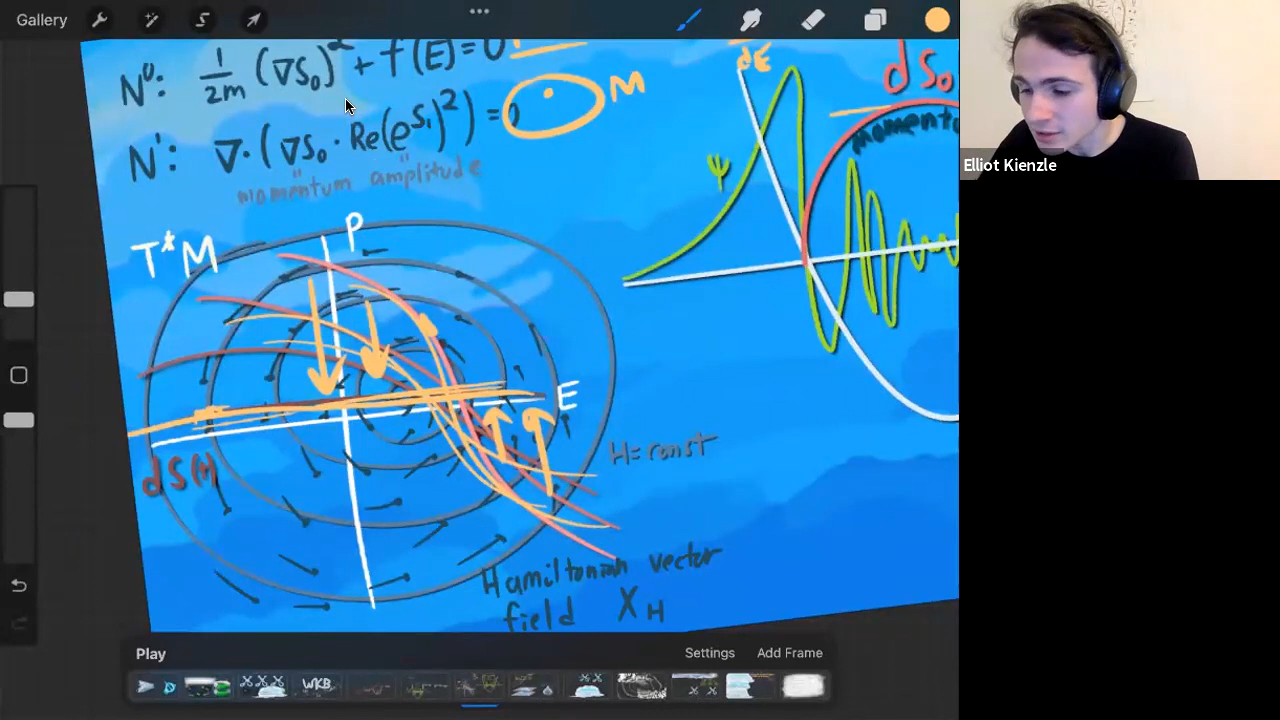 Gallery
N⁰: 1/2m (∇S₀)² + f(E) = 0
N¹: ∇·(∇S₀ · Re(e^S₁)²) = 0
"momentum" "amplitude"
M
T*M
P
E
dS(t)
H=const
Hamiltonian vector
field X_H
dE
ψ
dS₀
momentu
Elliot Kienzle
Play
Settings
Add Frame
WKB